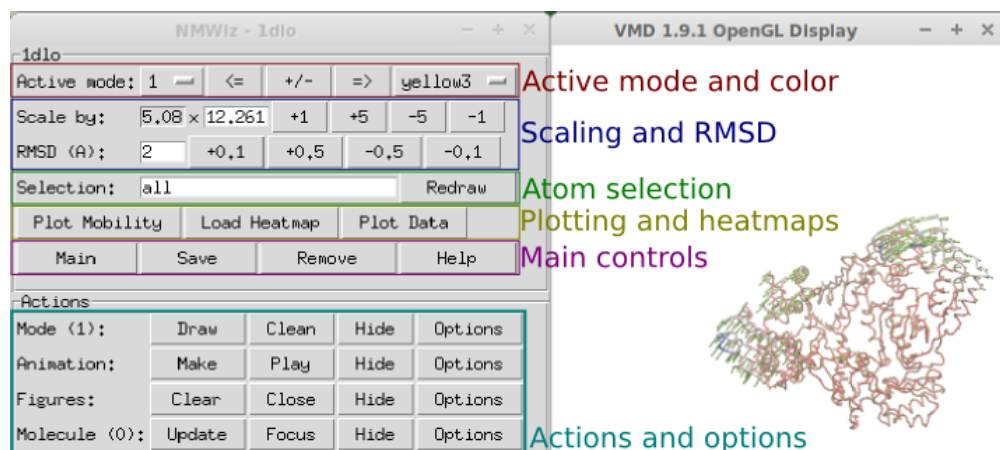 NMWiz - 1dlo
VMD 1.9.1 OpenGL Display
1dlo
Active mode: 1 <= +/- => yellow3 Active mode and color
Scale by: 5.08 × 12.261 +1 +5 -5 -1
Scaling and RMSD
RMSD (A): 2 +0.1 +0.5 -0.5 -0.1
Selection: all Redraw Atom selection
Plot Mobility Load Heatmap Plot Data Plotting and heatmaps
Main Save Remove Help Main controls
Actions
Mode (1): Draw Clean Hide Options
Animation: Make Play Hide Options
Figures: Clear Close Hide Options
Molecule (0): Update Focus Hide Options Actions and options